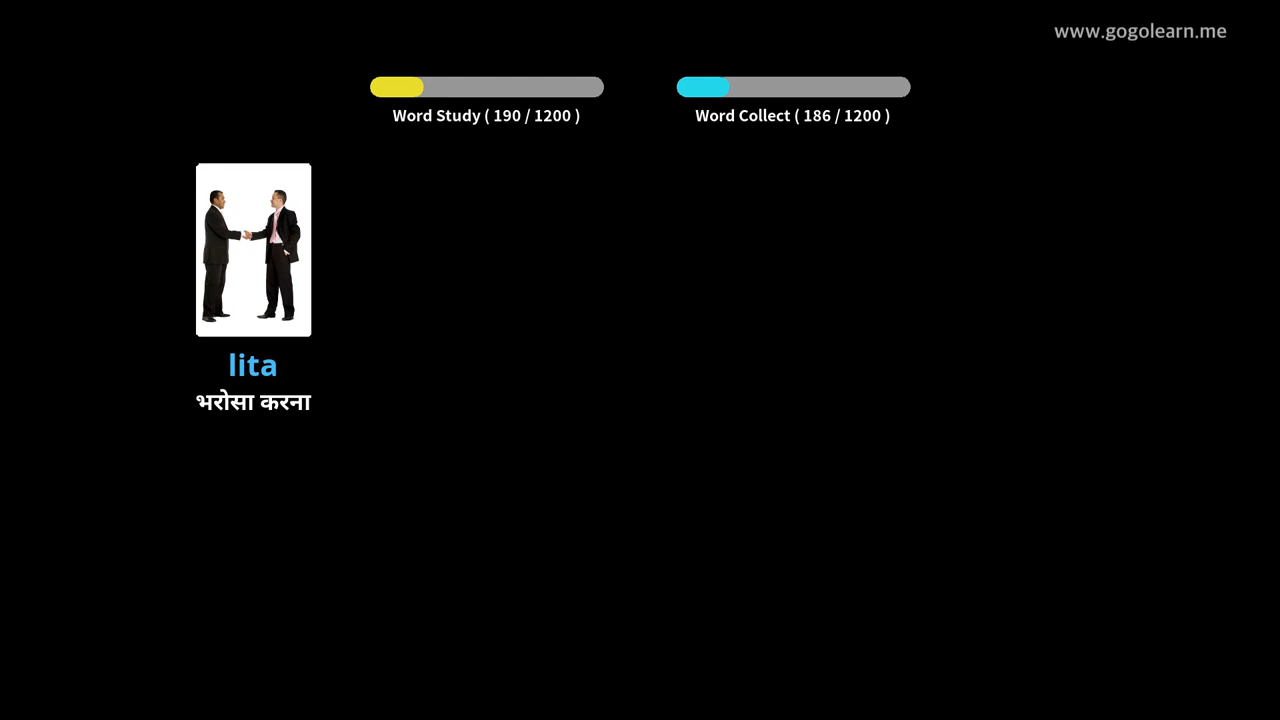 www.gogolearn.me
Word Study ( 190 / 1200 )
Word Collect ( 186 / 1200 )
lita
भरोसा करना